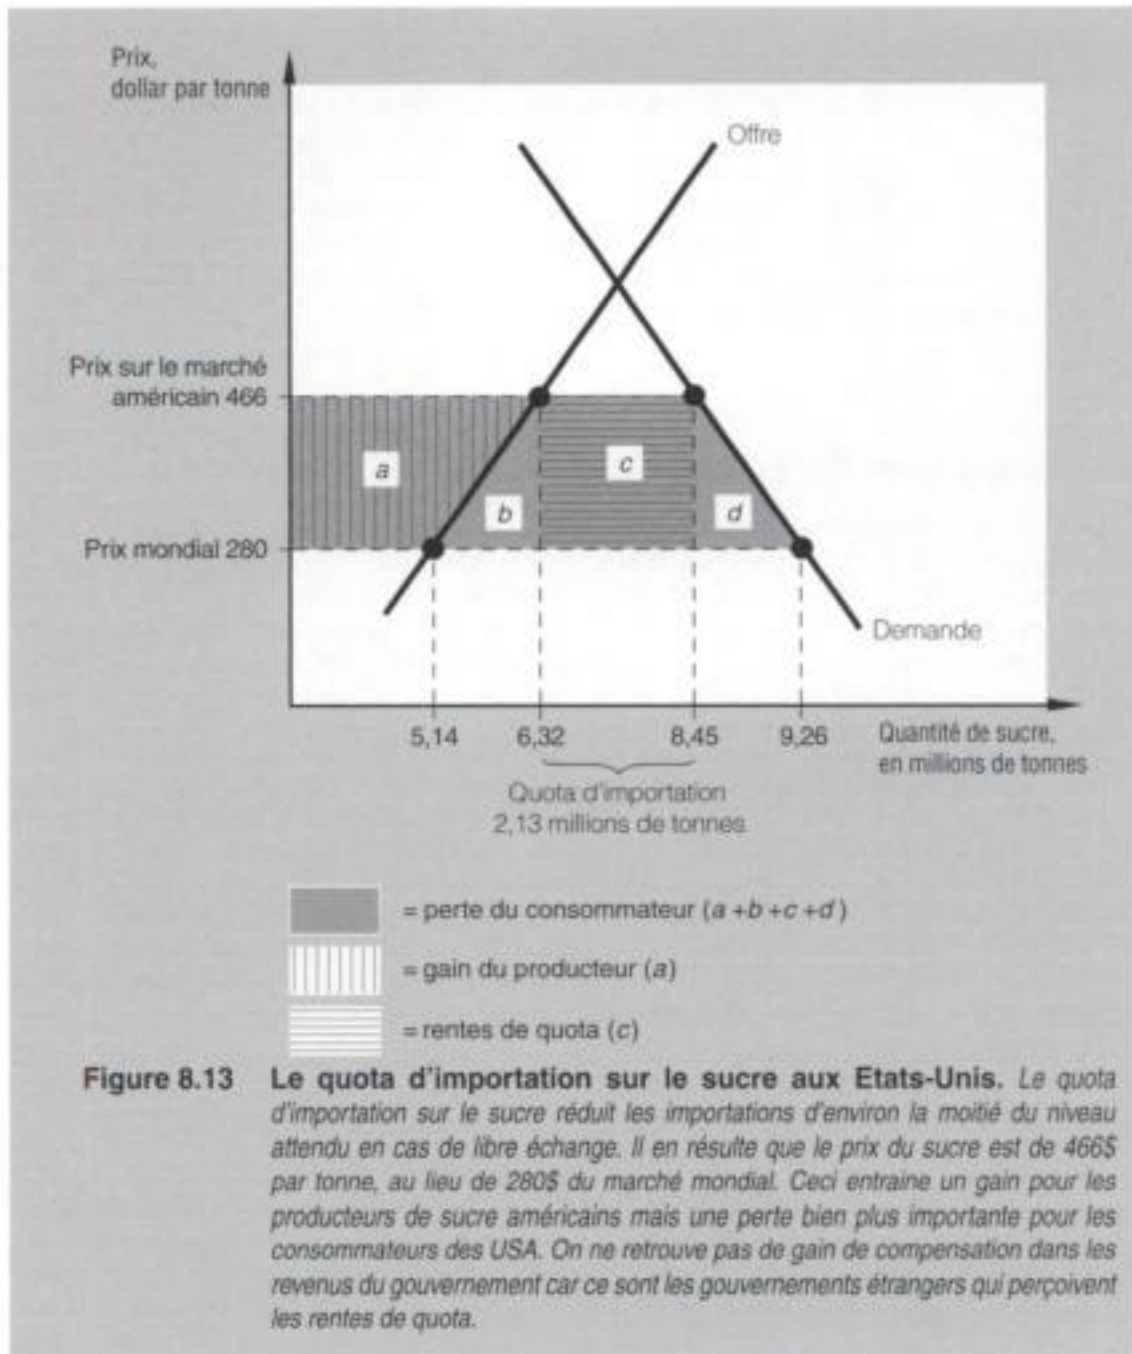 Prix,
dollar par tonne
Offre
Prix sur le marché
américain 466
a
c
b
d
Prix mondial 280
Demande
5,14 6,32 8,45 9,26
Quantité de sucre,
en millions de tonnes
Quota d'importation
2,13 millions de tonnes
= perte du consommateur (a +b +c +d )
= gain du producteur (a)
= rentes de quota (c)
Figure 8.13 Le quota d'importation sur le sucre aux Etats-Unis. Le quota
d'importation sur le sucre réduit les importations d'environ la moitié du niveau
attendu en cas de libre échange. Il en résulte que le prix du sucre est de 466$
par tonne, au lieu de 280$ du marché mondial. Ceci entraine un gain pour les
producteurs de sucre américains mais une perte bien plus importante pour les
consommateurs des USA. On ne retrouve pas de gain de compensation dans les
revenus du gouvernement car ce sont les gouvernements étrangers qui perçoivent
les rentes de quota.